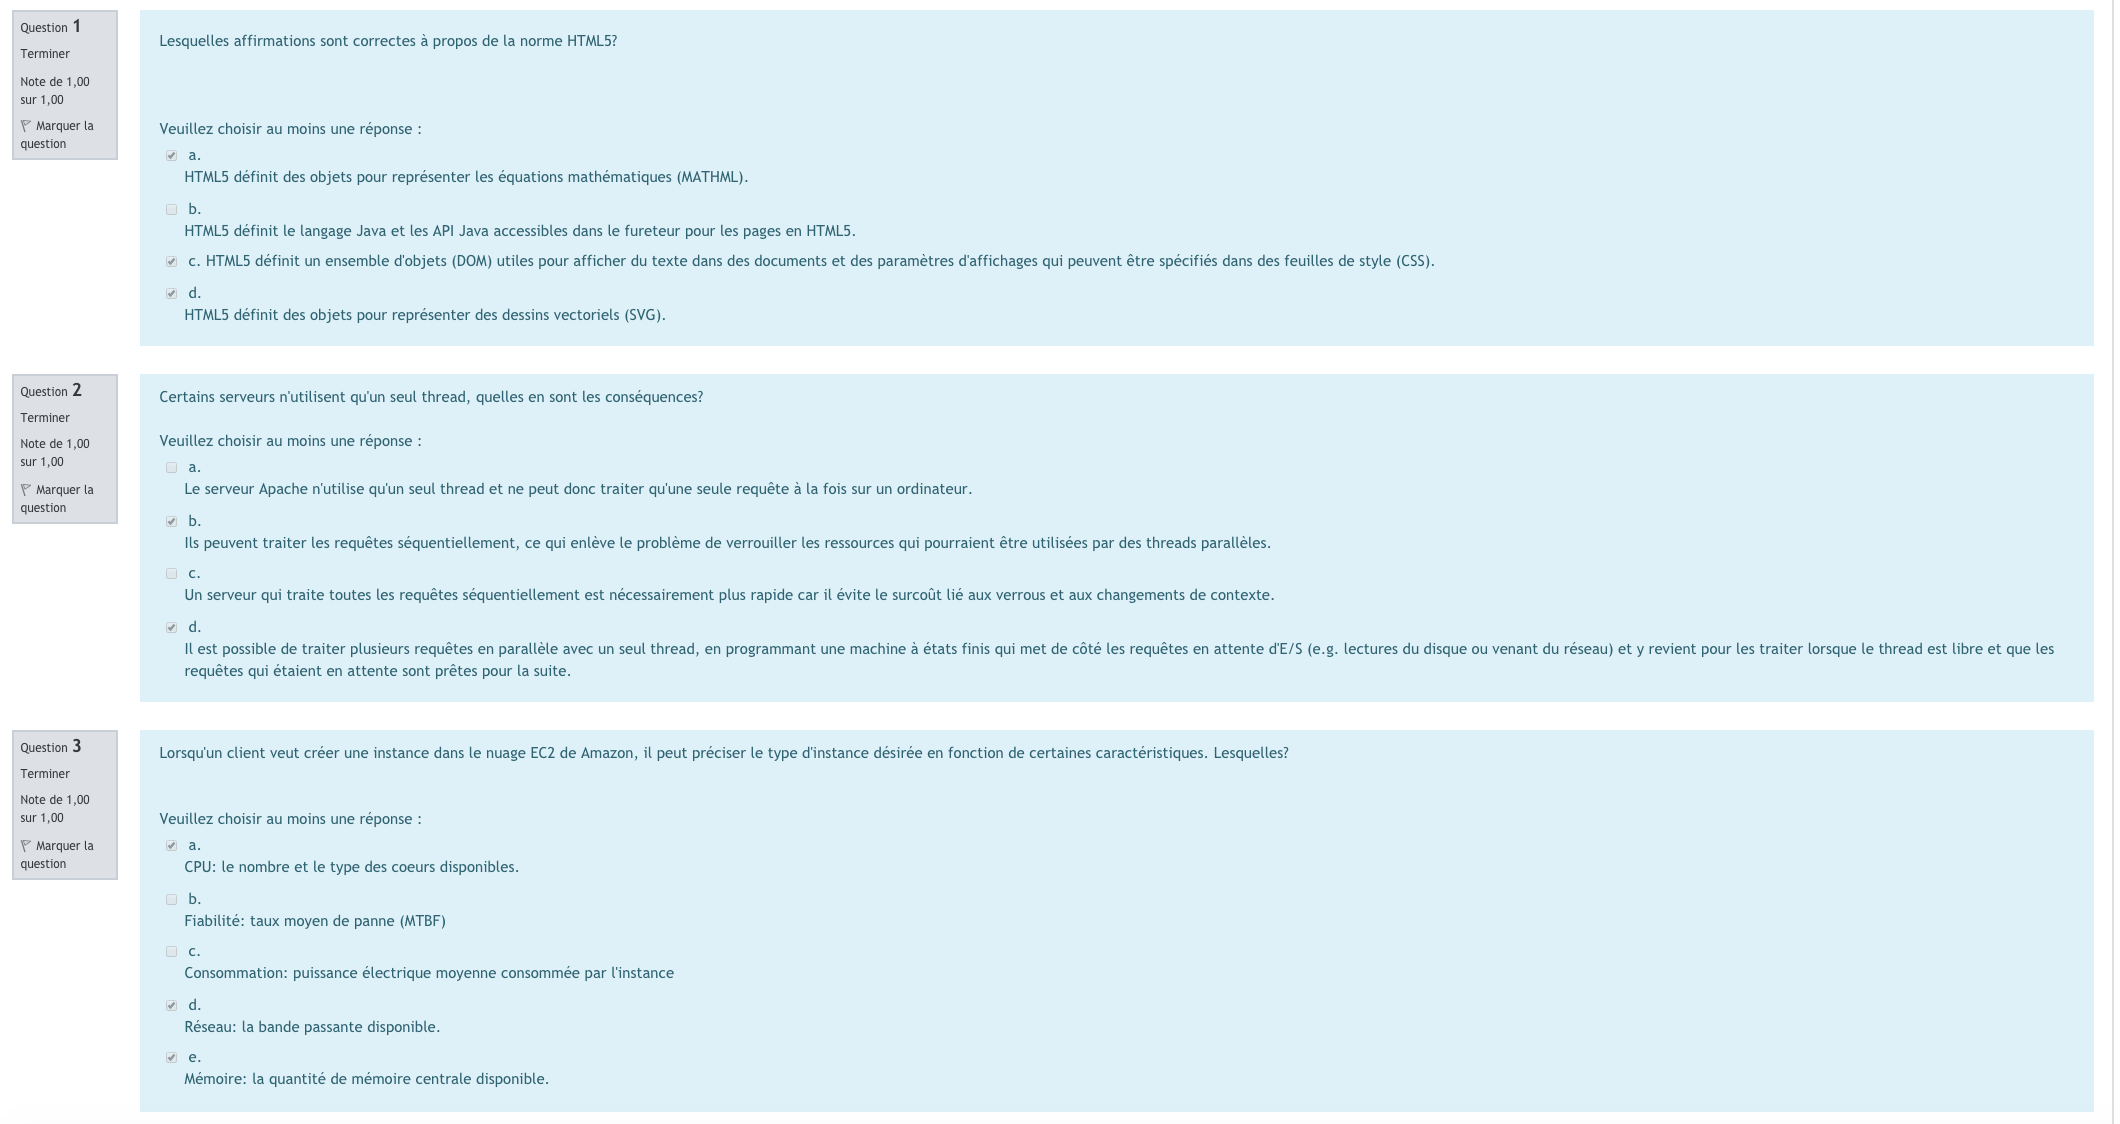 Question 1
Terminer
Note de 1,00
sur 1,00
Marquer la
question
Lesquelles affirmations sont correctes à propos de la norme HTML5?
Veuillez choisir au moins une réponse :
a.
HTML5 définit des objets pour représenter les équations mathématiques (MATHML).
b.
HTML5 définit le langage Java et les API Java accessibles dans le fureteur pour les pages en HTML5.
c. HTML5 définit un ensemble d'objets (DOM) utiles pour afficher du texte dans des documents et des paramètres d'affichages qui peuvent être spécifiés dans des feuilles de style (CSS).
d.
HTML5 définit des objets pour représenter des dessins vectoriels (SVG).
Question 2
Terminer
Note de 1,00
sur 1,00
Marquer la
question
Certains serveurs n'utilisent qu'un seul thread, quelles en sont les conséquences?
Veuillez choisir au moins une réponse :
a.
Le serveur Apache n'utilise qu'un seul thread et ne peut donc traiter qu'une seule requête à la fois sur un ordinateur.
b.
Ils peuvent traiter les requêtes séquentiellement, ce qui enlève le problème de verrouiller les ressources qui pourraient être utilisées par des threads parallèles.
c.
Un serveur qui traite toutes les requêtes séquentiellement est nécessairement plus rapide car il évite le surcoût lié aux verrous et aux changements de contexte.
d.
Il est possible de traiter plusieurs requêtes en parallèle avec un seul thread, en programmant une machine à états finis qui met de côté les requêtes en attente d'E/S (e.g. lectures du disque ou venant du réseau) et y revient pour les traiter lorsque le thread est libre et que les
requêtes qui étaient en attente sont prêtes pour la suite.
Question 3
Terminer
Note de 1,00
sur 1,00
Marquer la
question
Lorsqu'un client veut créer une instance dans le nuage EC2 de Amazon, il peut préciser le type d'instance désirée en fonction de certaines caractéristiques. Lesquelles?
Veuillez choisir au moins une réponse :
a.
CPU: le nombre et le type des coeurs disponibles.
b.
Fiabilité: taux moyen de panne (MTBF)
c.
Consommation: puissance électrique moyenne consommée par l'instance
d.
Réseau: la bande passante disponible.
e.
Mémoire: la quantité de mémoire centrale disponible.